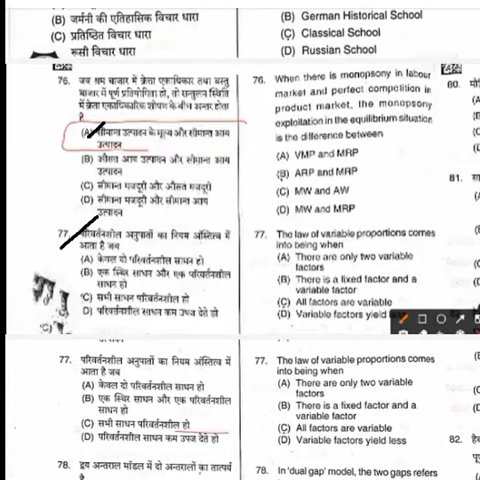 (B) जर्मनी की एतिहासिक विचार धारा
(C) प्रतिष्ठित विचार धारा
रूसी विचार धारा
(B) German Historical School
(C) Classical School
(D) Russian School
76. जब श्रम बाजार में क्रेता एकाधिकार तथा वस्तु
बाजार में पूर्ण प्रतियोगिता हो, तो सन्तुलन स्थिति
में क्रेता एकाधिकारिक शोषण के बीच अन्तर होता
है
(A) सीमान्त उत्पादन के मूल्य और सीमान्त आय
उत्पादन
(B) औसत आय उत्पादन और सीमान्त आय
उत्पादन
(C) सीमान्त मजदूरी और औसत मजदूरी
(D) सीमान्त मजदूरी और सीमान्त आय
उत्पादन
76. When there is monopsony in labour
market and perfect competition in
product market, the monopsony
exploitation in the equilibrium situation
is the difference between
(A) VMP and MRP
(B) ARP and MRP
(C) MW and AW
(D) MW and MRP
80.
81.
77. परिवर्तनशील अनुपातों का नियम अस्तित्व में
आता है जब
(A) केवल दो परिवर्तनशील साधन हो
(B) एक स्थिर साधन और एक परिवर्तनशील
साधन हो
(C) सभी साधन परिवर्तनशील हो
D) परिवर्तनशील साधन कम उपज देते हो
77. The law of variable proportions comes
into being when
(A) There are only two variable
factors
(B) There is a fixed factor and a
variable factor
(C) All factors are variable
(D) Variable factors yield
77. परिवर्तनशील अनुपातों का नियम अस्तित्व में
आता है जब
(A) केवल दो परिवर्तनशील साधन हो
(B) एक स्थिर साधन और एक परिवर्तनशील
साधन हो
(C) सभी साधन परिवर्तनशील हो
(D) परिवर्तनशील साधन कम उपज देते हो
77. The law of variable proportions comes
into being when
(A) There are only two variable
factors
(B) There is a fixed factor and a
variable factor
(C) All factors are variable
(D) Variable factors yield less
82.
78. द्वय अन्तराल मॉडल में दो अन्तरालों का तात्पर्य
है
78. In 'dual gap' model, the two gaps refers